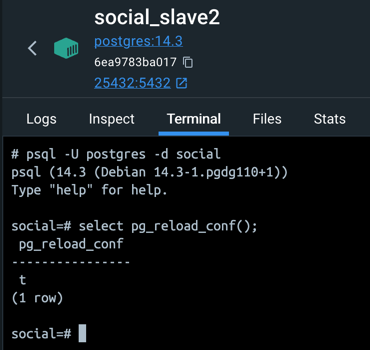 social_slave2
postgres:14.3
6ea9783ba017
25432:5432
Logs Inspect Terminal Files Stats
# psql -U postgres -d social
psql (14.3 (Debian 14.3-1.pgdg110+1))
Type "help" for help.
social=# select pg_reload_conf();
pg_reload_conf
----------------
t
(1 row)
social=#